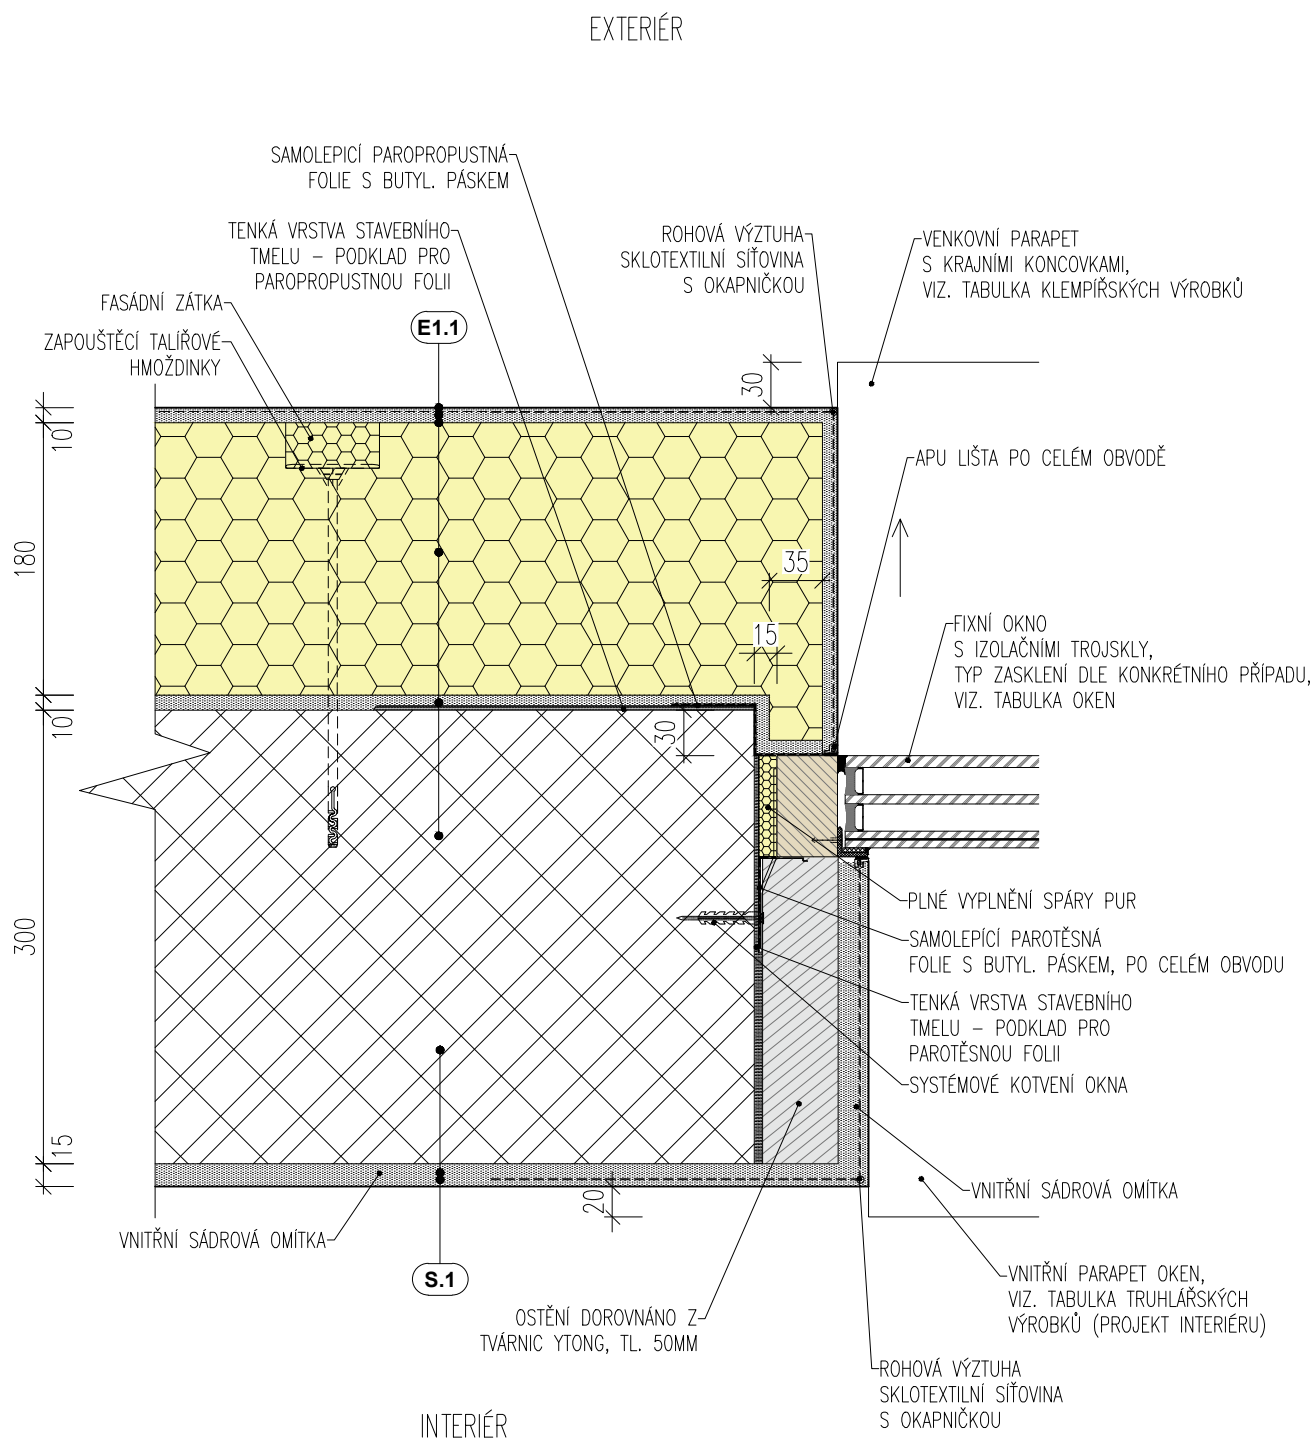 EXTERIÉR
SAMOLEPICÍ PAROPROPUSTNÁ
FOLIE S BUTYL. PÁSKEM
TENKÁ VRSTVA STAVEBNÍHO
TMELU – PODKLAD PRO
PAROPROPUSTNOU FOLII
ROHOVÁ VÝZTUHA
SKLOTEXTILNÍ SÍŤOVINA
S OKAPNIČKOU
VENKOVNÍ PARAPET
S KRAJNÍMI KONCOVKAMI,
VIZ. TABULKA KLEMPÍŘSKÝCH VÝROBKŮ
FASÁDNÍ ZÁTKA
ZAPOUŠTĚCÍ TALÍŘOVÉ
HMOŽDINKY
E1.1
30
10
APU LIŠTA PO CELÉM OBVODĚ
180
35
15
FIXNÍ OKNO
S IZOLAČNÍMI TROJSKLY,
TYP ZASKLENÍ DLE KONKRÉTNÍHO PŘÍPADU,
VIZ. TABULKA OKEN
10
30
PLNÉ VYPLNĚNÍ SPÁRY PUR
300
SAMOLEPÍCÍ PAROTĚSNÁ
FOLIE S BUTYL. PÁSKEM, PO CELÉM OBVODU
TENKÁ VRSTVA STAVEBNÍHO
TMELU – PODKLAD PRO
PAROTĚSNOU FOLII
SYSTÉMOVÉ KOTVENÍ OKNA
15
20
VNITŘNÍ SÁDROVÁ OMÍTKA
VNITŘNÍ SÁDROVÁ OMÍTKA
S.1
VNITŘNÍ PARAPET OKEN,
VIZ. TABULKA TRUHLÁŘSKÝCH
VÝROBKŮ (PROJEKT INTERIÉRU)
OSTĚNÍ DOROVNÁNO Z
TVÁRNIC YTONG, TL. 50MM
ROHOVÁ VÝZTUHA
SKLOTEXTILNÍ SÍŤOVINA
S OKAPNIČKOU
INTERIÉR